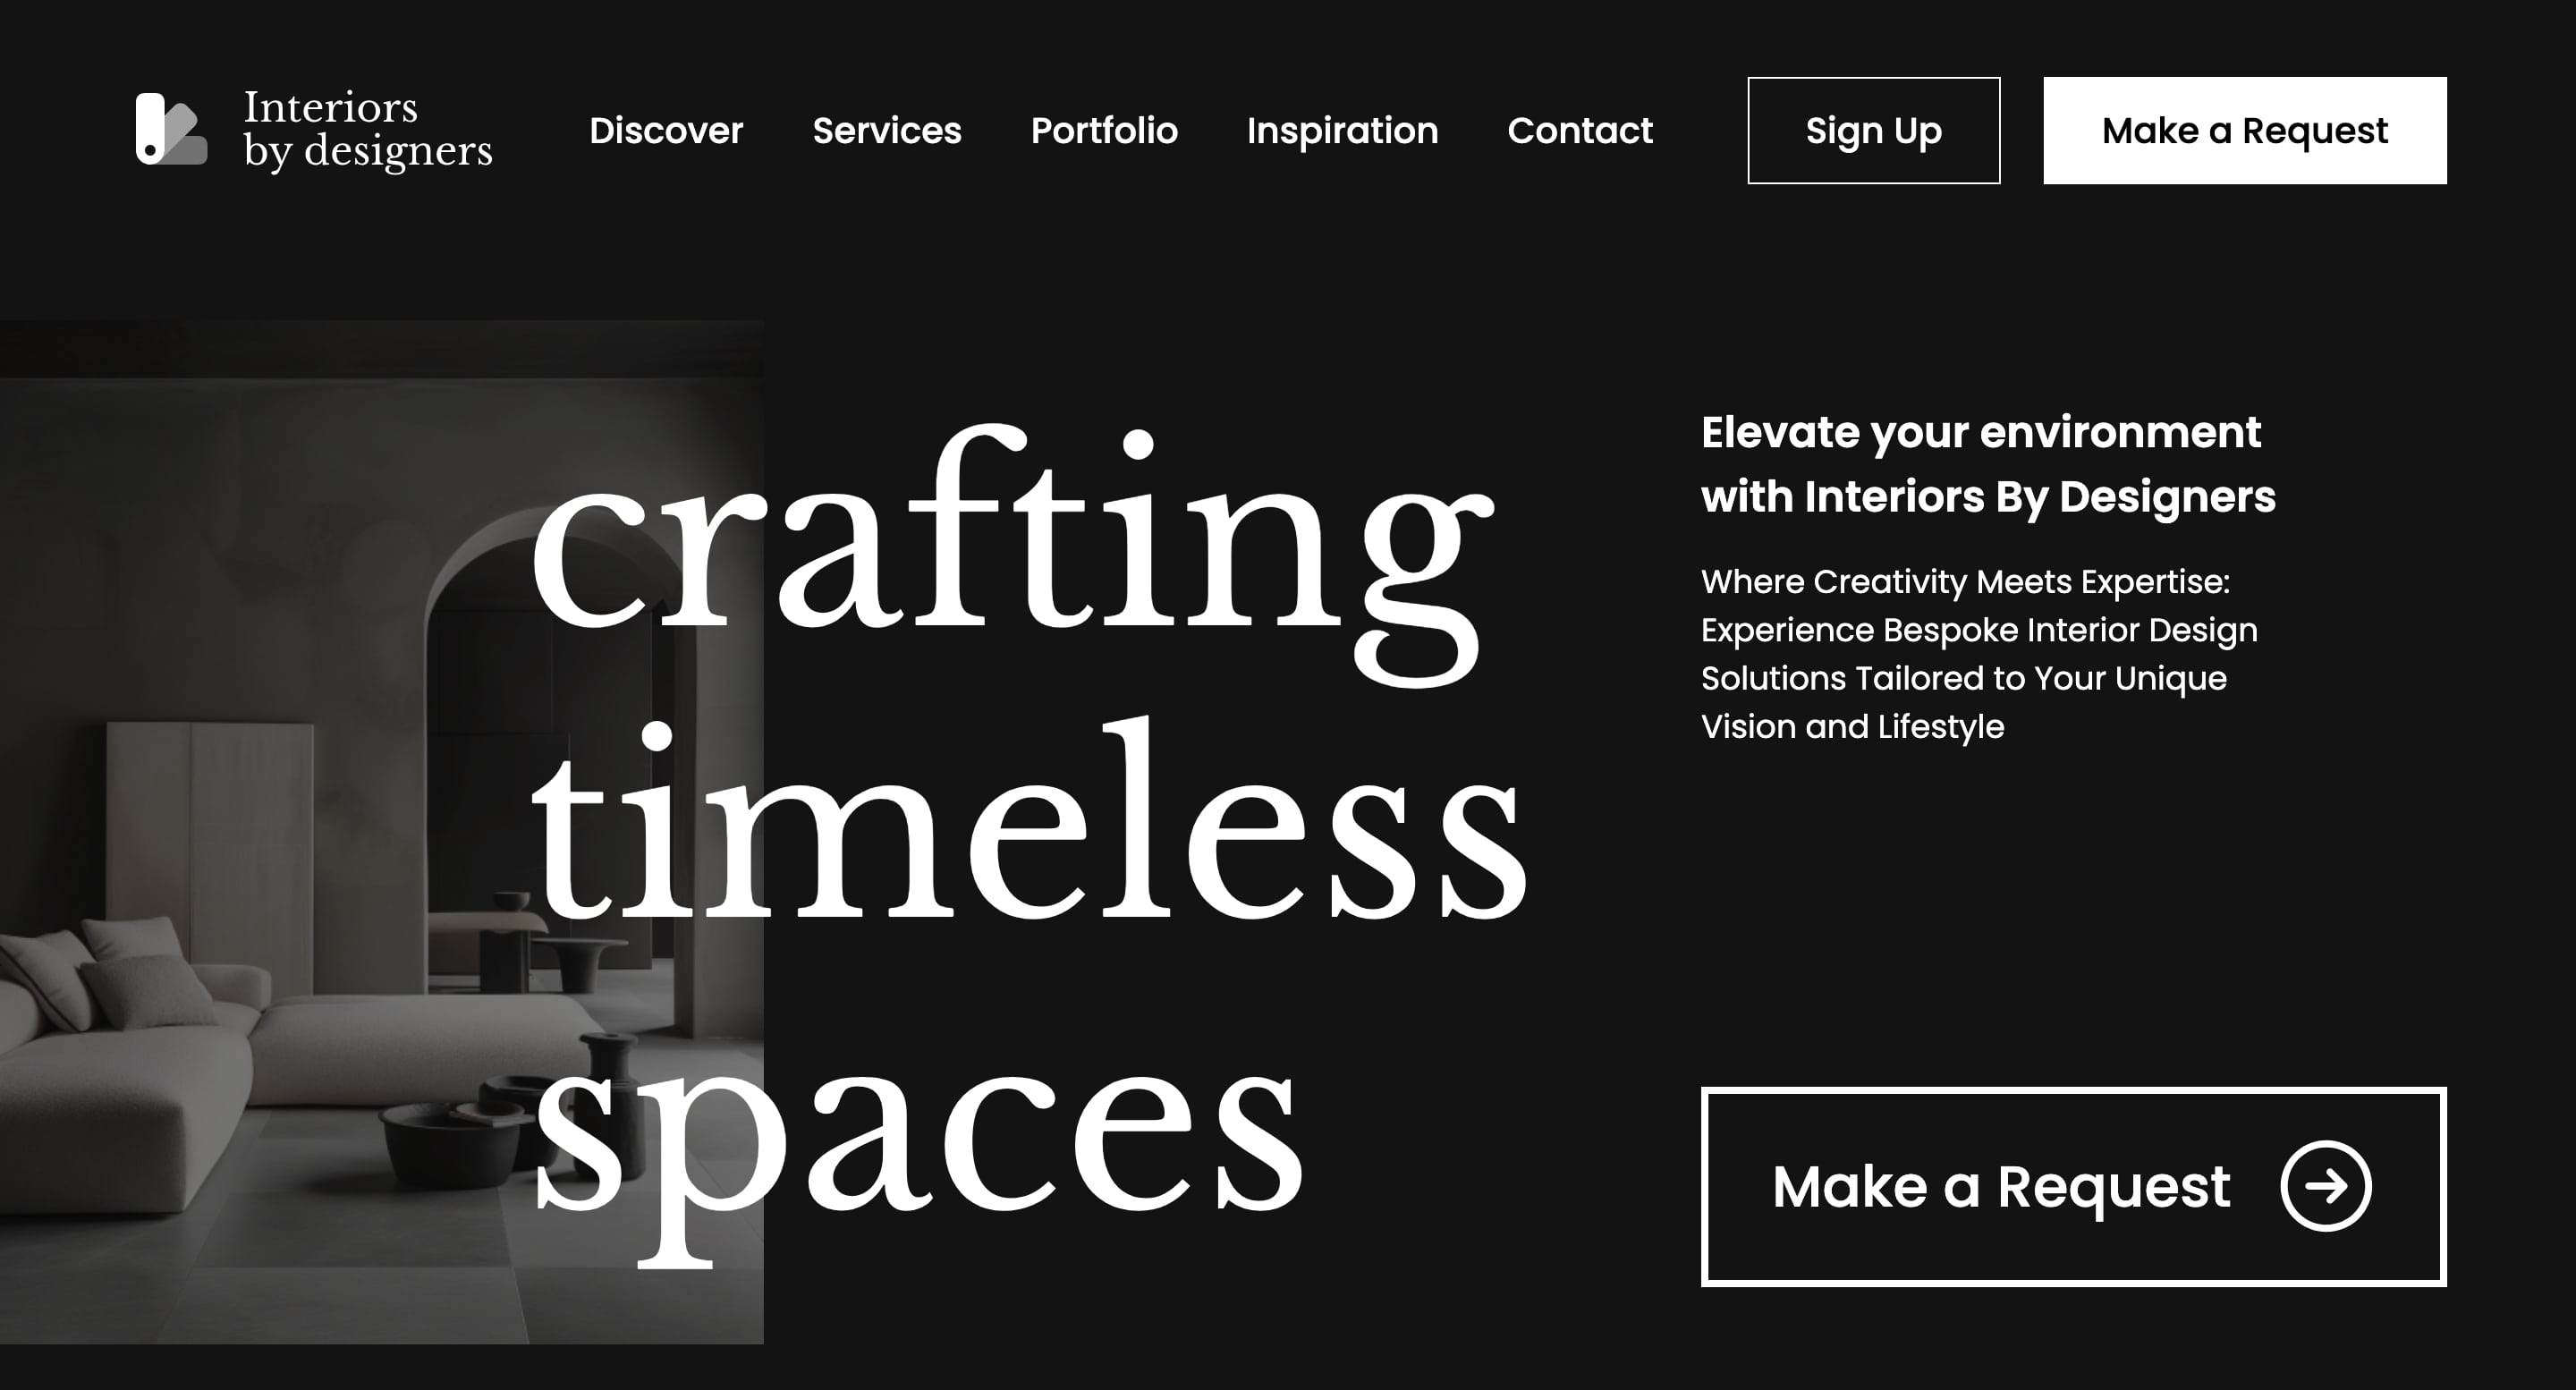 Interiors
by designers
Discover
Services
Portfolio
Inspiration
Contact
Sign Up
Make a Request
crafting
timeless
spaces
Elevate your environment
with Interiors By Designers
Where Creativity Meets Expertise:
Experience Bespoke Interior Design
Solutions Tailored to Your Unique
Vision and Lifestyle
Make a Request